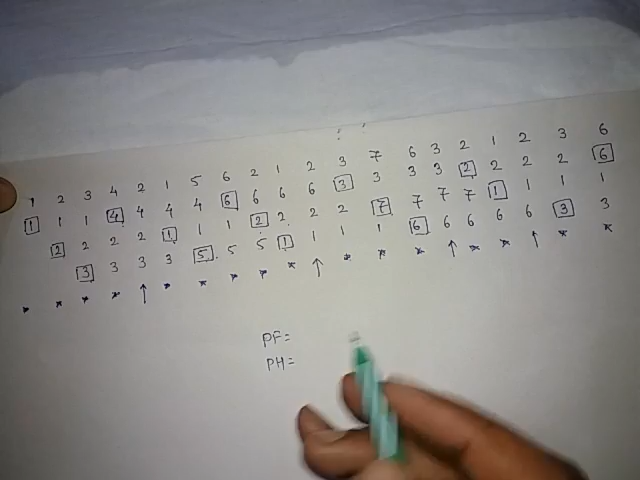 1 2 3 4 2 1 5 6 2 1 2 3 7 6 3 2 1 2 3 6
1 1 1 4 4 4 4 6 6 6 6 3 3 3 3 2 2 2 2 6
2 2 2 2 1 1 1 2 2 2 2 7 7 7 7 1 1 1 1
3 3 3 3 5 5 5 1 1 1 1 6 6 6 6 6 3 3
* * * * ↑ * * * * * ↑ * * * ↑ * * ↑ * *
PF=
PH=